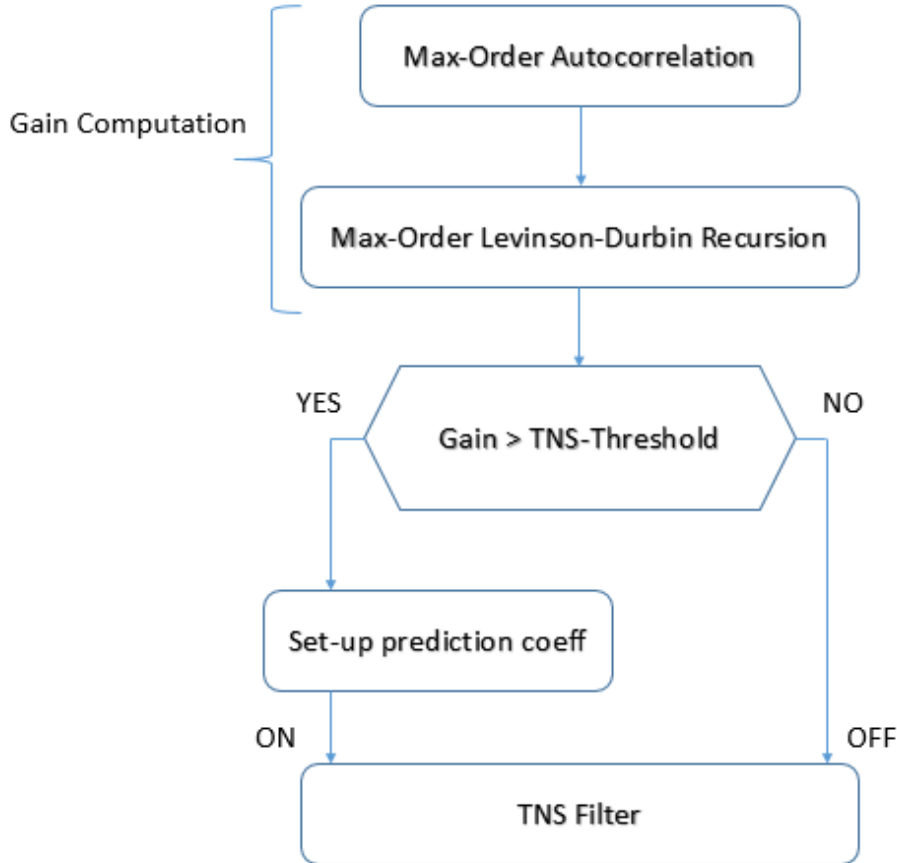 Max-Order Autocorrelation
Gain Computation
Max-Order Levinson-Durbin Recursion
YES
NO
Gain > TNS-Threshold
Set-up prediction coeff
ON
OFF
TNS Filter